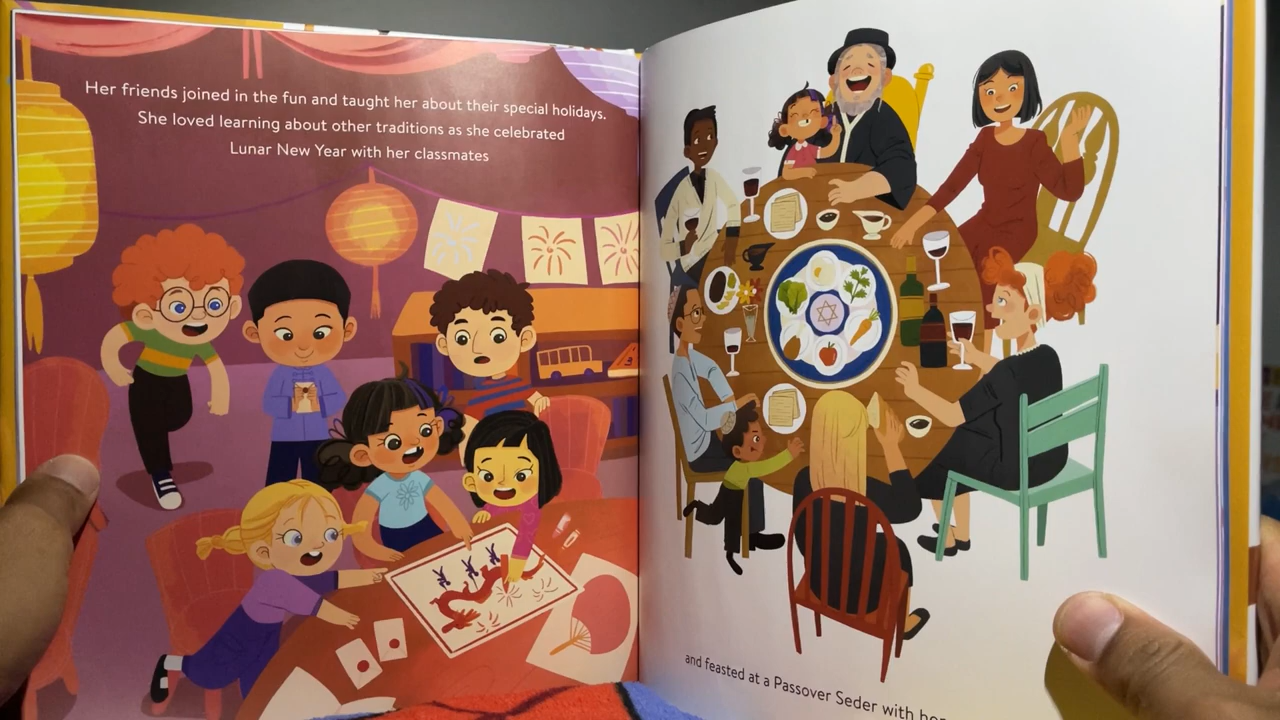 Her friends joined in the fun and taught her about their special holidays.
She loved learning about other traditions as she celebrated
Lunar New Year with her classmates
and feasted at a Passover Seder with her